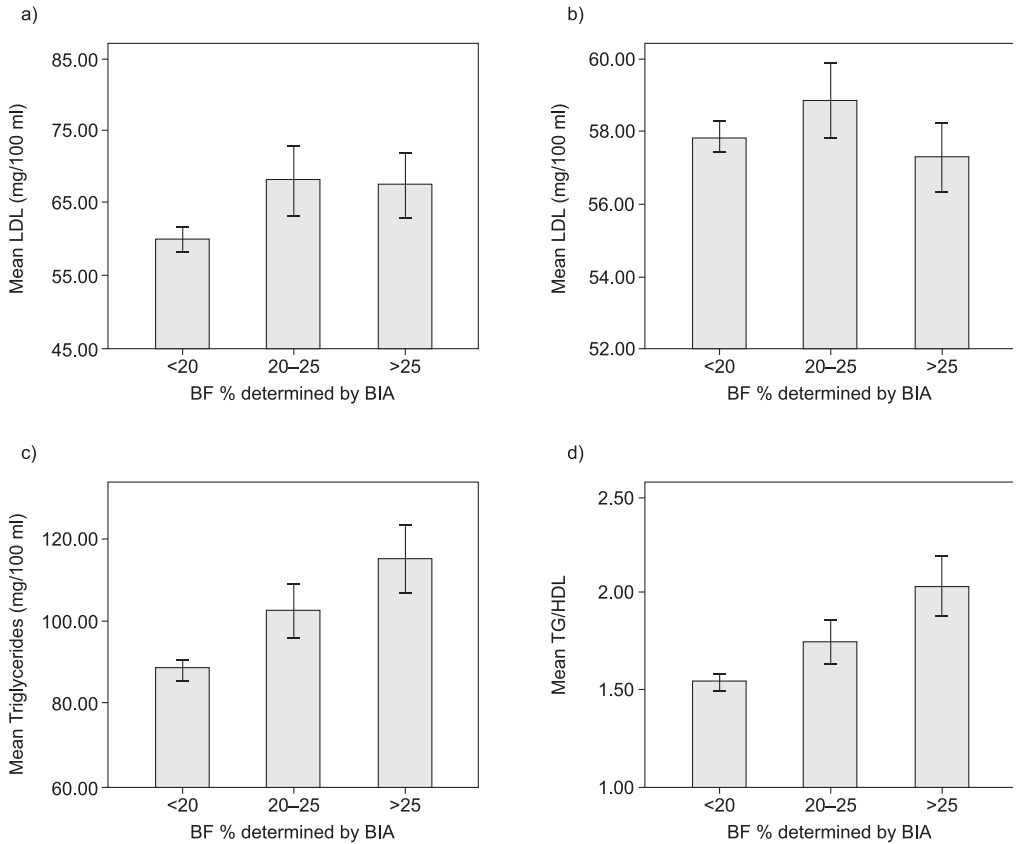 a)
Mean LDL (mg/100 ml)
85.00
75.00
65.00
55.00
45.00
<20 20–25 >25
BF % determined by BIA
b)
Mean LDL (mg/100 ml)
60.00
58.00
56.00
54.00
52.00
<20 20–25 >25
BF % determined by BIA
c)
Mean Triglycerides (mg/100 ml)
120.00
100.00
80.00
60.00
<20 20–25 >25
BF % determined by BIA
d)
Mean TG/HDL
2.50
2.00
1.50
1.00
<20 20–25 >25
BF % determined by BIA